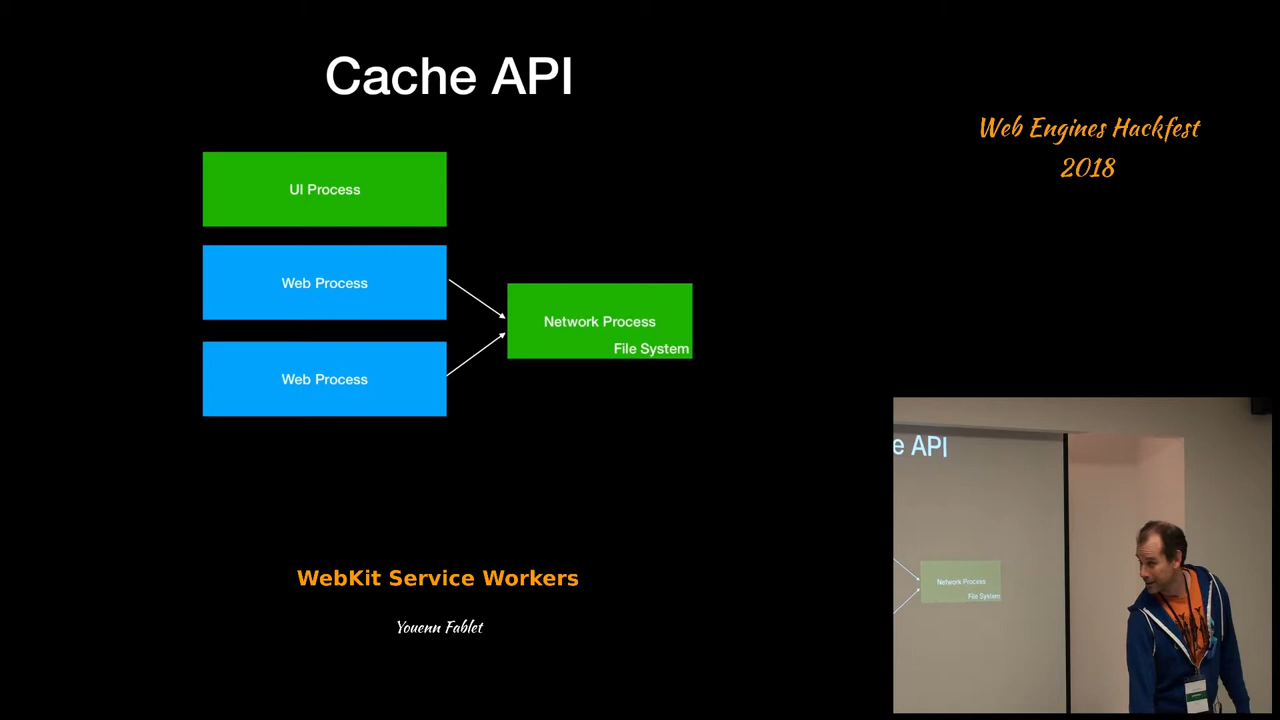 Cache API
Web Engines Hackfest
2018
UI Process
Web Process
Network Process
File System
Web Process
WebKit Service Workers
Youenn Fablet
e API
Network Process
File System